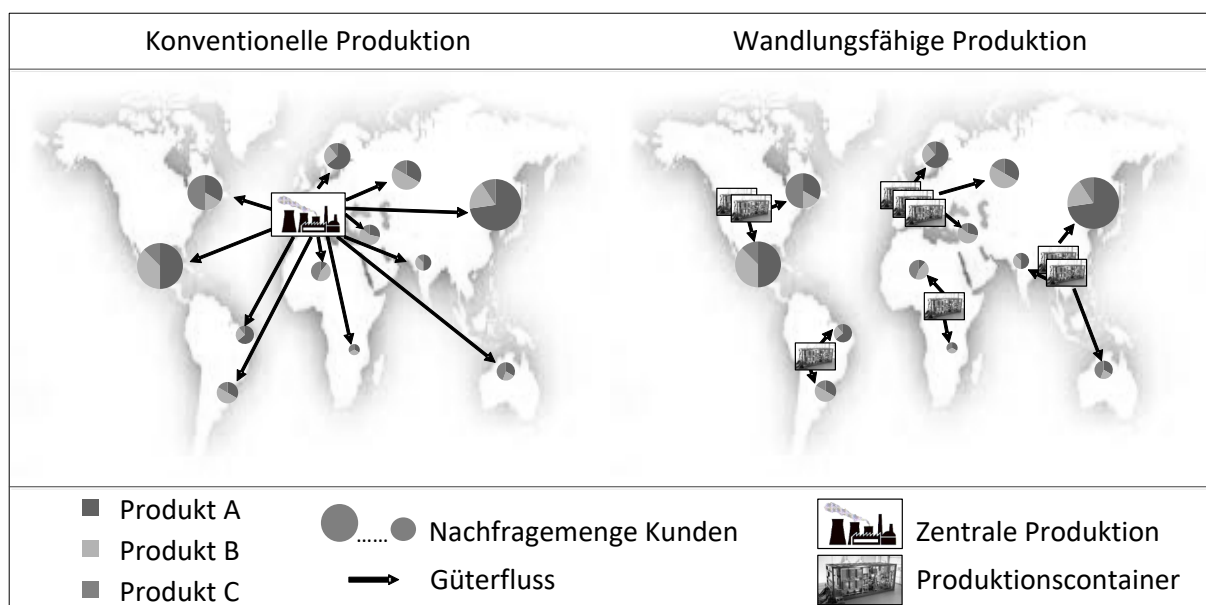 Konventionelle Produktion
Wandlungsfähige Produktion
Produkt A
Produkt B
Produkt C
...... Nachfragemenge Kunden
Güterfluss
Zentrale Produktion
Produktionscontainer